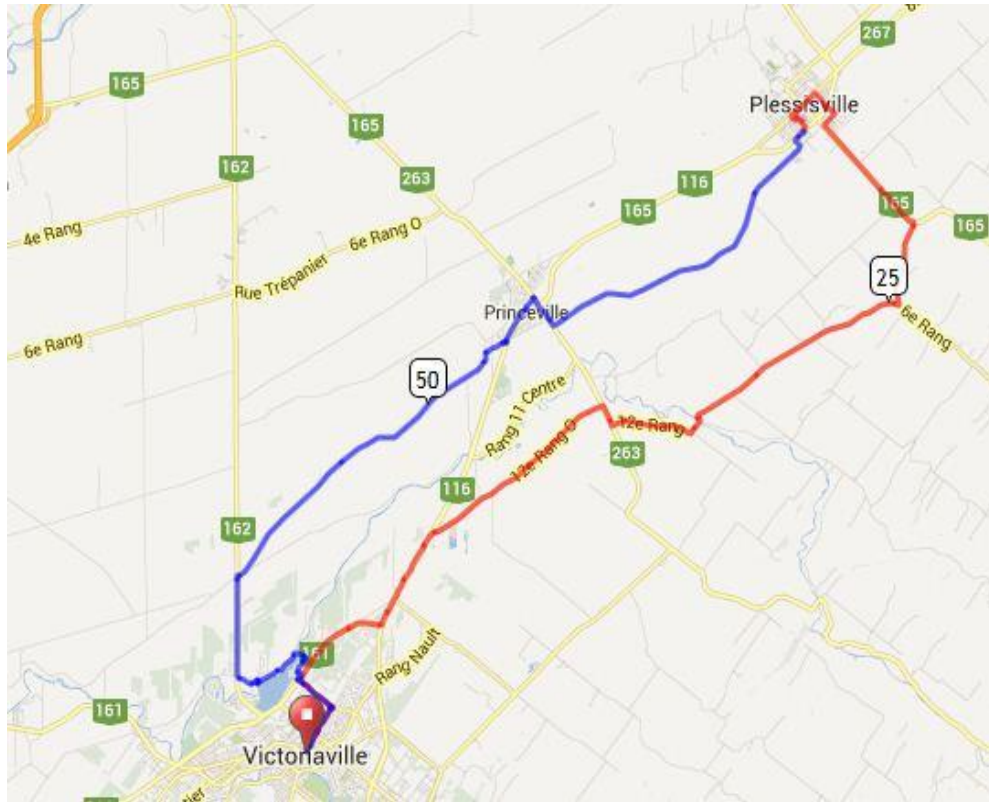 267
165
Plessisville
165
162
263
116
165
4e Rang
6e Rang O
165
165
Rue Trépanier
25
Princeville
6e Rang
6e Rang
50
Rang 11 Centre
12e Rang
12e Rang O
263
116
162
161
Rang Nault
161
Victoriaville